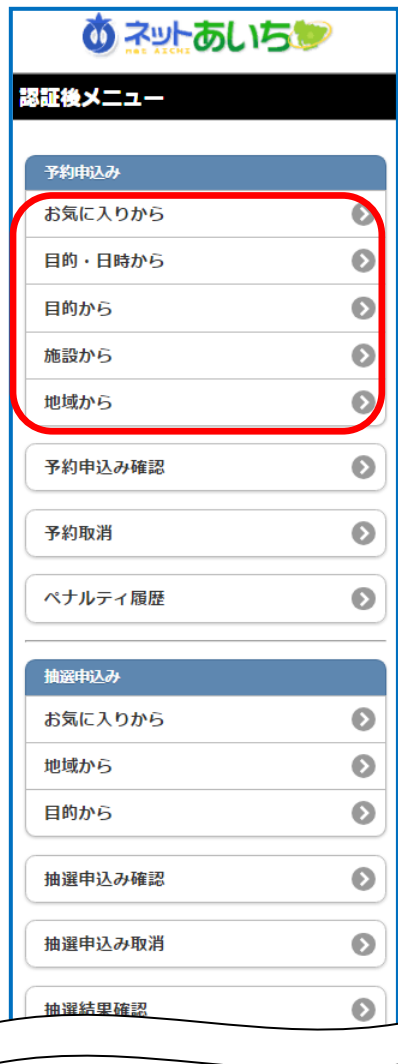 ネットあいち
net AICHI
認証後メニュー
予約申込み
お気に入りから
目的・日時から
目的から
施設から
地域から
予約申込み確認
予約取消
ペナルティ履歴
抽選申込み
お気に入りから
地域から
目的から
抽選申込み確認
抽選申込み取消
抽選結果確認